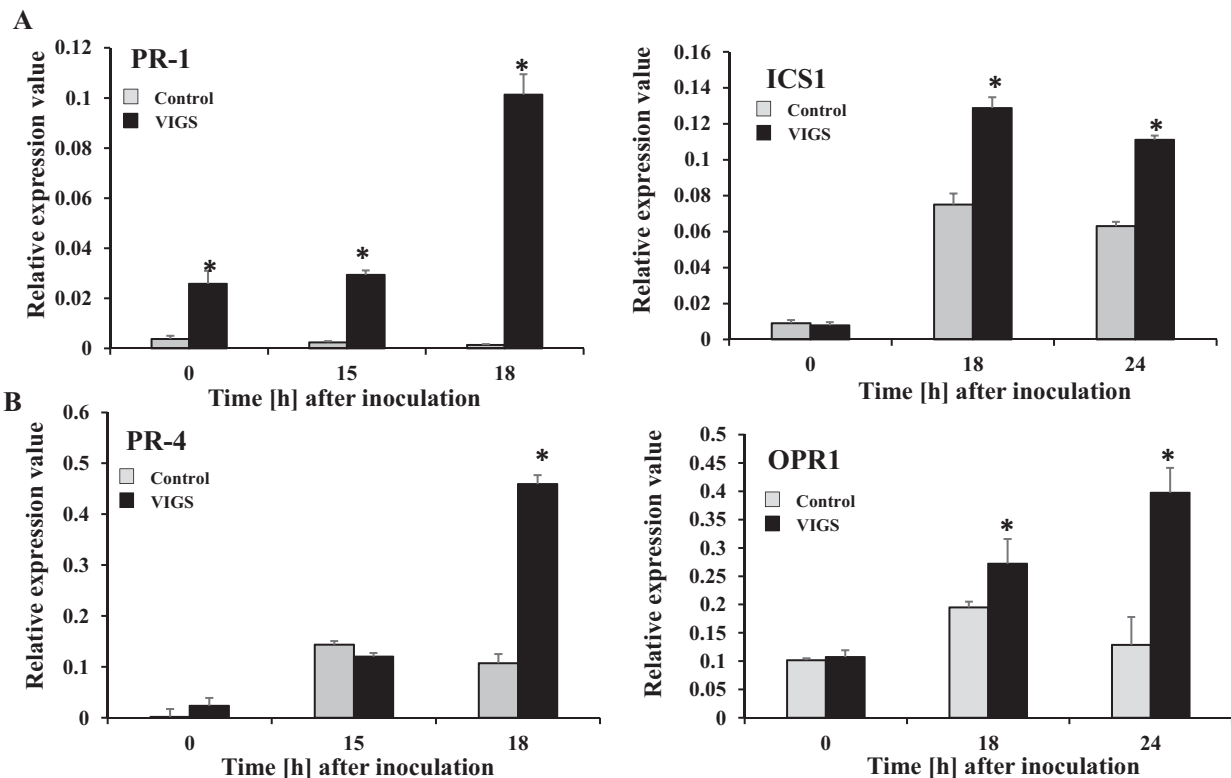 A
PR-1
Control
VIGS
Relative expression value
0.12
0.1
0.08
0.06
0.04
0.02
0
* * *
0 15 18
Time [h] after inoculation
ICS1
Control
VIGS
Relative expression value
0.16
0.14
0.12
0.1
0.08
0.06
0.04
0.02
0
* *
0 18 24
Time [h] after inoculation
B
PR-4
Control
VIGS
Relative expression value
0.6
0.5
0.4
0.3
0.2
0.1
0
*
0 15 18
Time [h] after inoculation
OPR1
Control
VIGS
Relative expression value
0.5
0.45
0.4
0.35
0.3
0.25
0.2
0.15
0.1
0.05
0
* *
0 18 24
Time [h] after inoculation